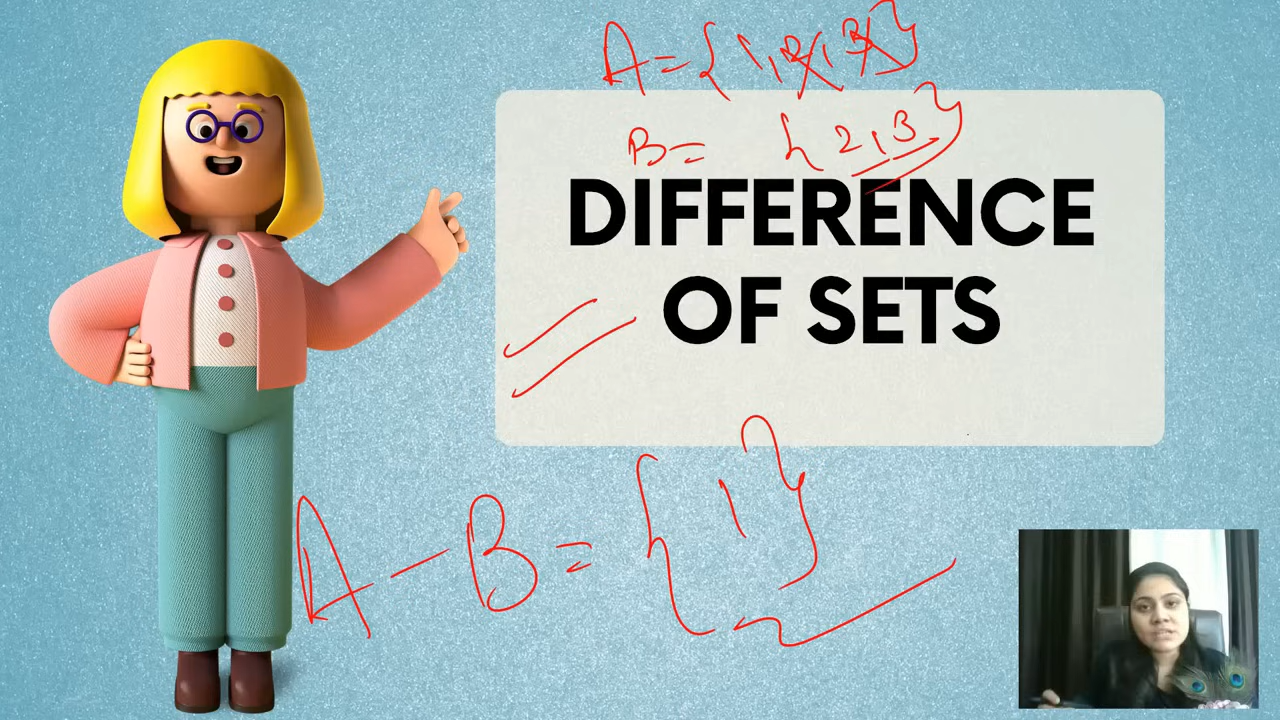 A = {1, 2, 3}
B = {2, 3}
DIFFERENCE
OF SETS
A - B = {1}